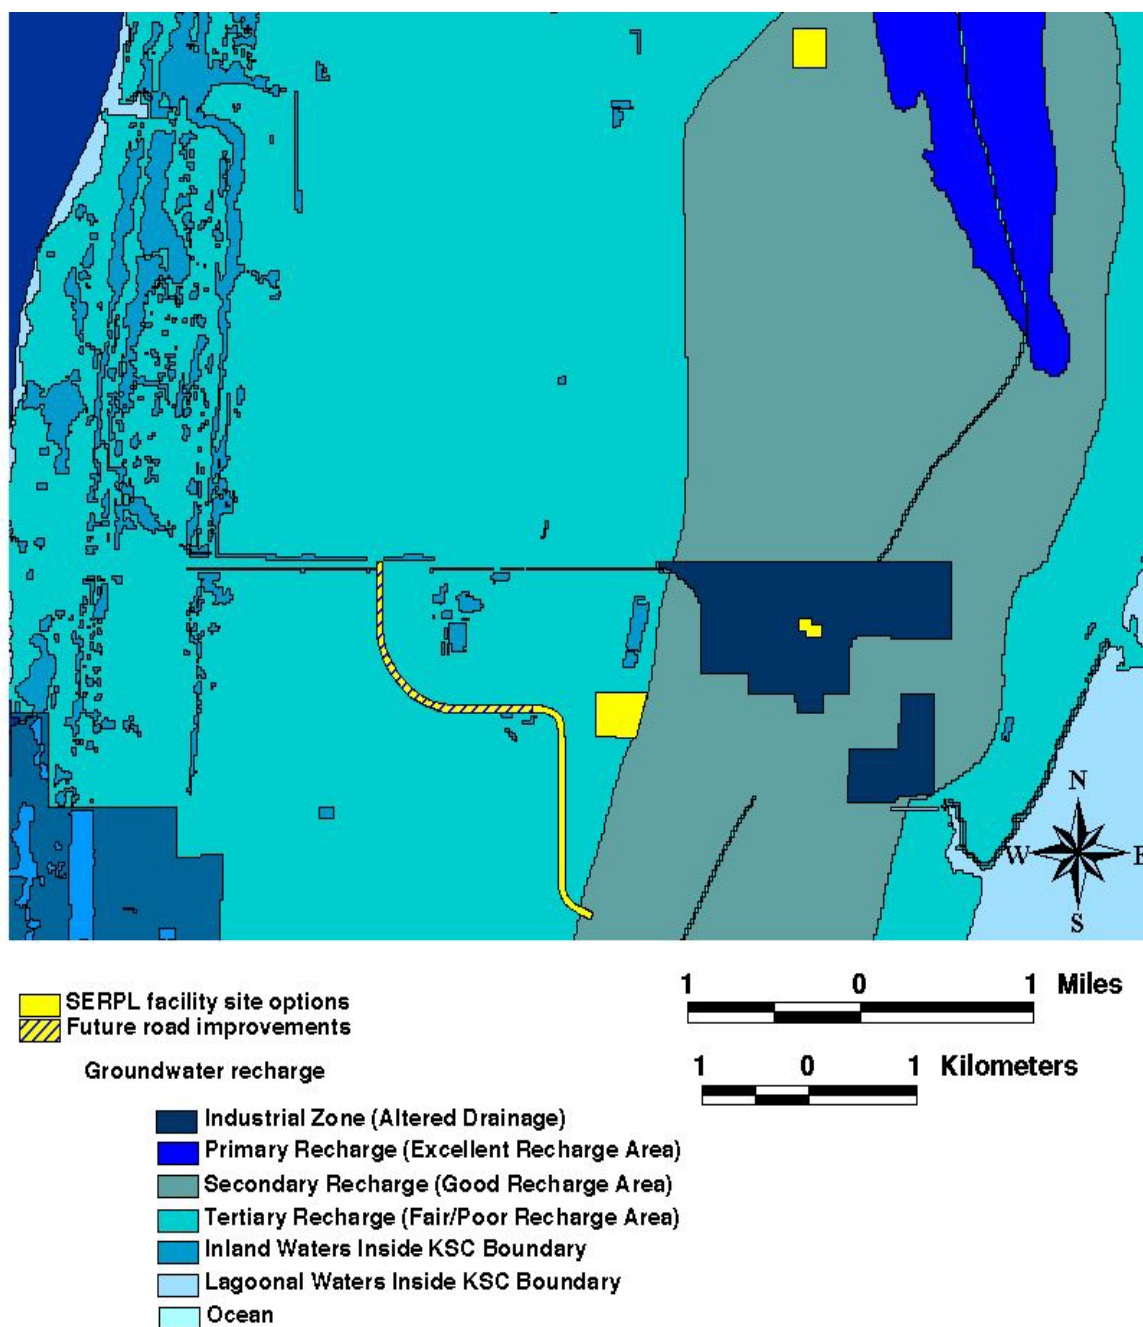 N
W
E
S
1 0 1 Miles
SERPL facility site options
Future road improvements
1 0 1 Kilometers
Groundwater recharge
Industrial Zone (Altered Drainage)
Primary Recharge (Excellent Recharge Area)
Secondary Recharge (Good Recharge Area)
Tertiary Recharge (Fair/Poor Recharge Area)
Inland Waters Inside KSC Boundary
Lagoonal Waters Inside KSC Boundary
Ocean